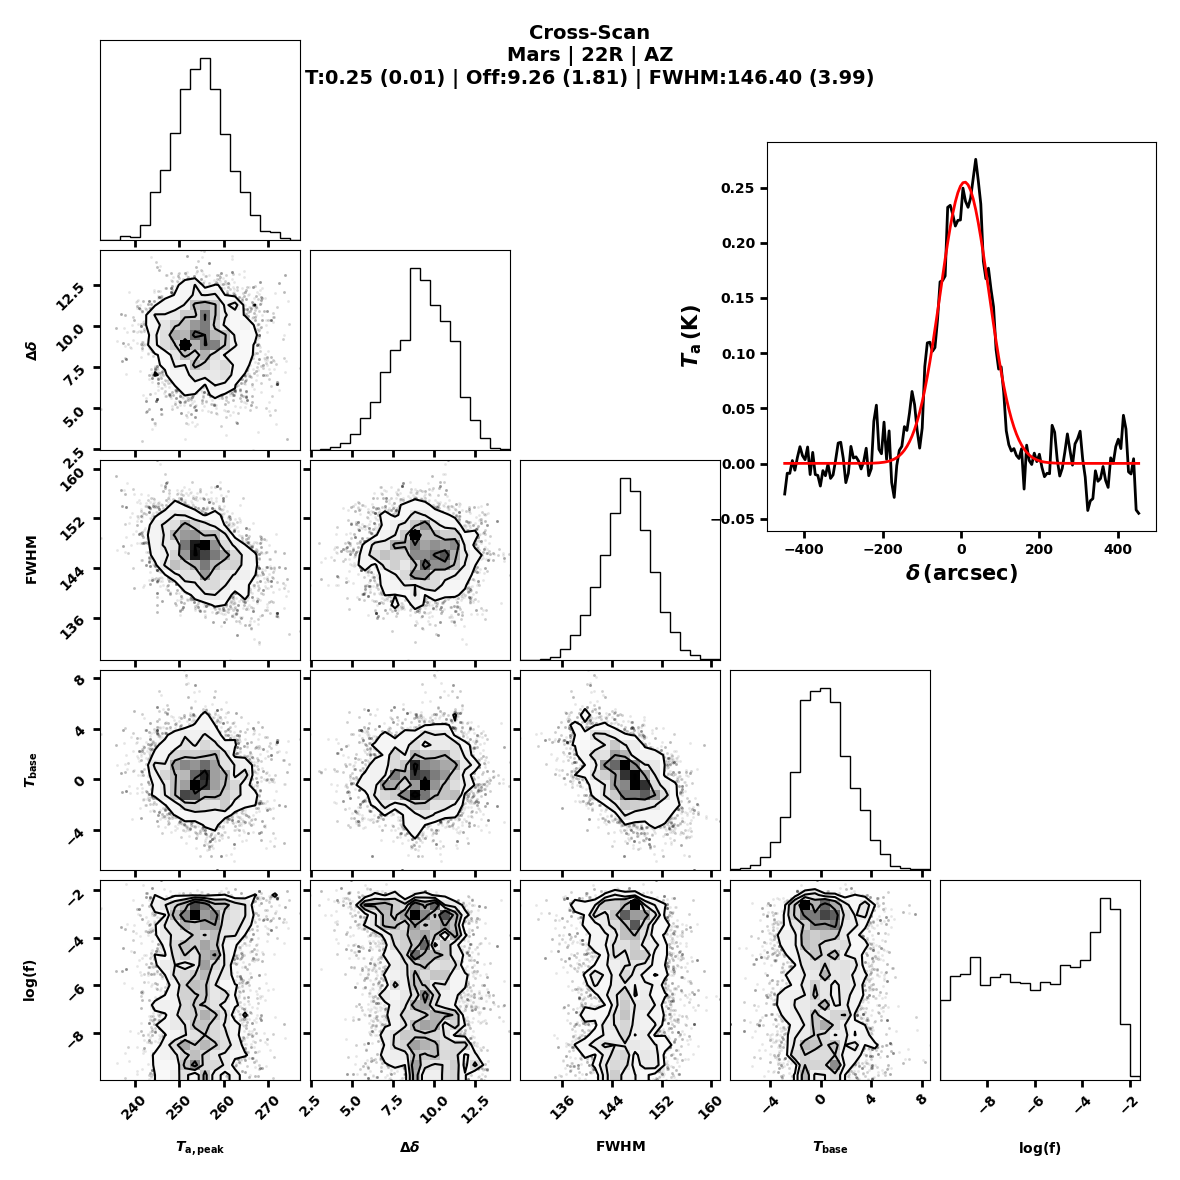 Cross-Scan
Mars | 22R | AZ
T:0.25 (0.01) | Off:9.26 (1.81) | FWHM:146.40 (3.99)
0.25
0.20
0.15
0.10
0.05
0.00
−0.05
Ta (K)
−400 −200 0 200 400
δ (arcsec)
12.5
10.0
7.5
5.0
2.5
Δδ
160
152
144
136
FWHM
8
4
0
−4
Tbase
−2
−4
−6
−8
log(f)
240 250 260 270
2.5 5.0 7.5 10.0 12.5
136 144 152 160
−4 0 4 8
−8 −6 −4 −2
Ta,peak
Δδ
FWHM
Tbase
log(f)